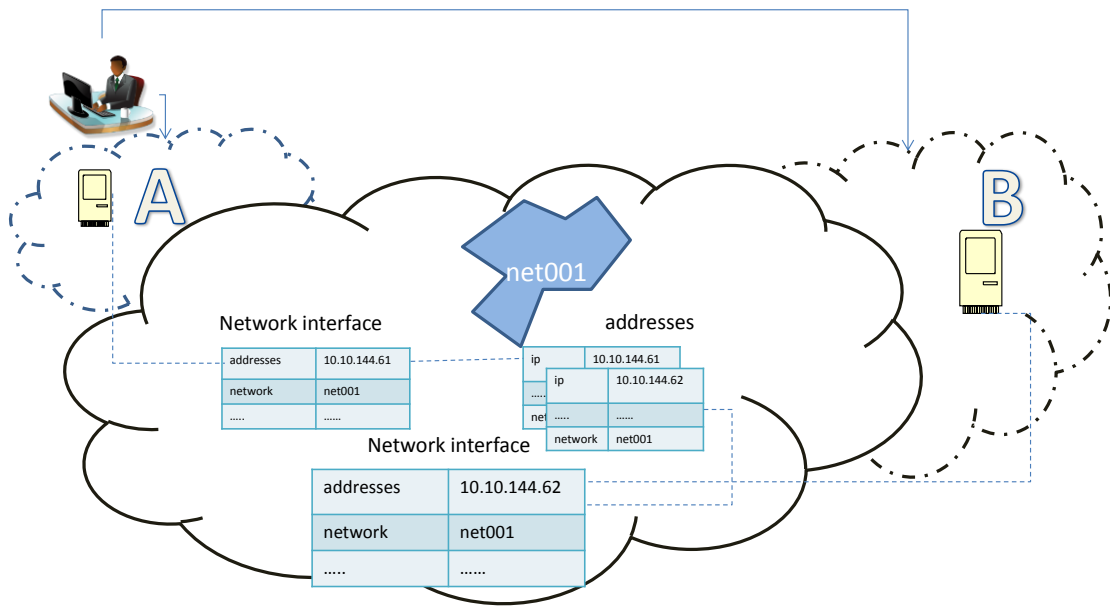 A
B
net001
Network interface
addresses
addresses 10.10.144.61
network net001
..... ......
ip 10.10.144.61
.....
ip 10.10.144.62
..... ......
network net001
Network interface
addresses 10.10.144.62
network net001
..... ......